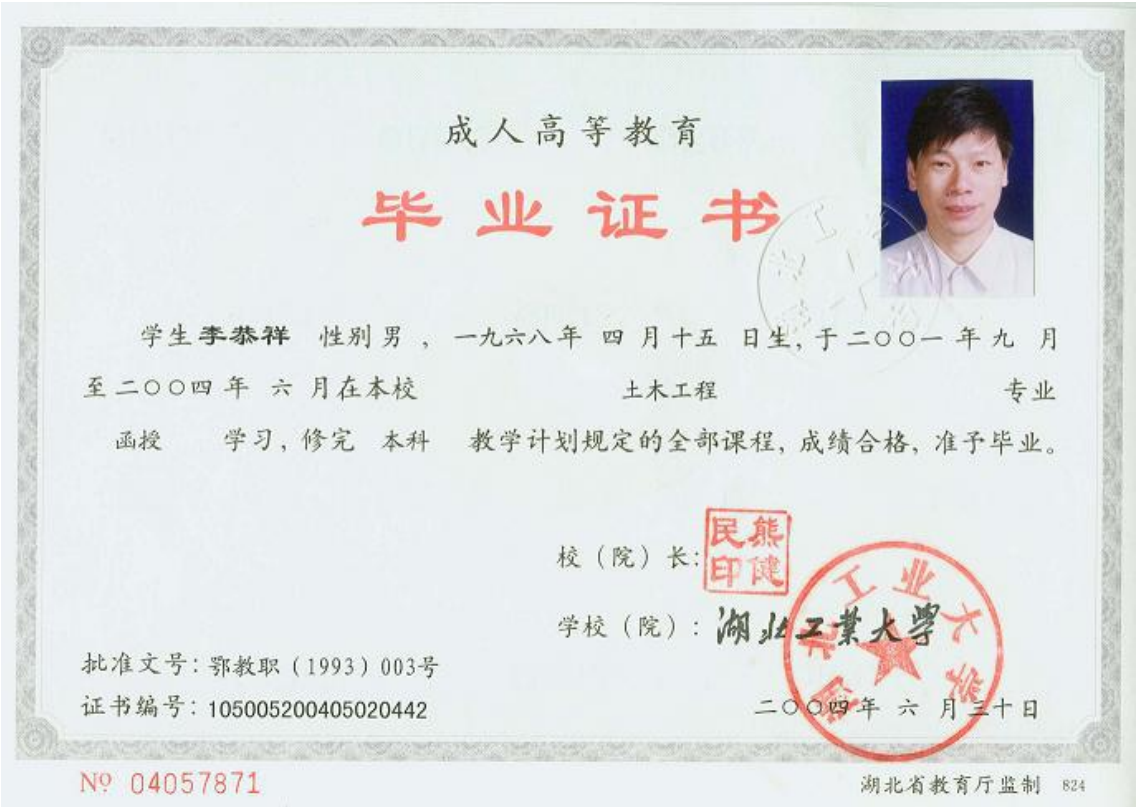 成人高等教育
毕业证书
学生 李恭祥 性别 男 , 一九六八年 四 月 十五 日生, 于 二〇〇一 年 九 月
至 二〇〇四 年 六 月在本校 土木工程 专业
函授 学习, 修完 本科 教学计划规定的全部课程, 成绩合格, 准予毕业。
校（院）长:
熊健民印
学校（院）: 湖北工業大學
湖北工业大学
批准文号: 鄂教职（1993）003号
证书编号: 105005200405020442
二〇〇四年 六 月三十日
№ 04057871
湖北省教育厅监制 824